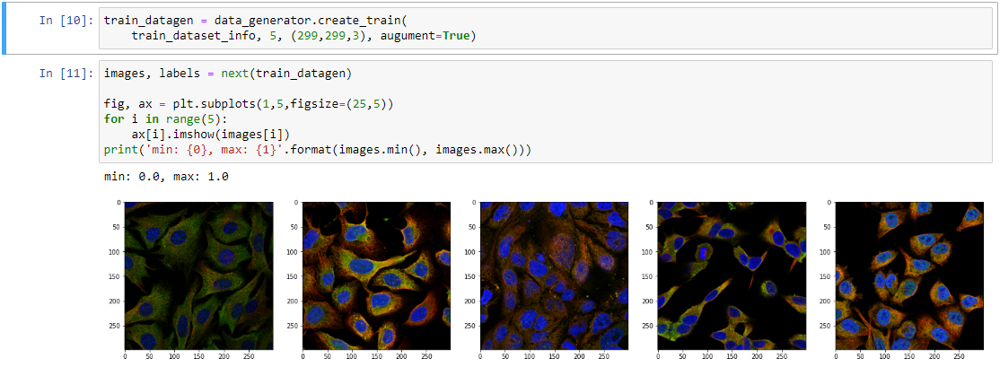 In [10]: train_datagen = data_generator.create_train(
train_dataset_info, 5, (299,299,3), augument=True)
In [11]: images, labels = next(train_datagen)
fig, ax = plt.subplots(1,5,figsize=(25,5))
for i in range(5):
ax[i].imshow(images[i])
print('min: {0}, max: {1}'.format(images.min(), images.max()))
min: 0.0, max: 1.0
0 0 0 0 0
50 50 50 50 50
100 100 100 100 100
150 150 150 150 150
200 200 200 200 200
250 250 250 250 250
0 50 100 150 200 250 0 50 100 150 200 250 0 50 100 150 200 250 0 50 100 150 200 250 0 50 100 150 200 250